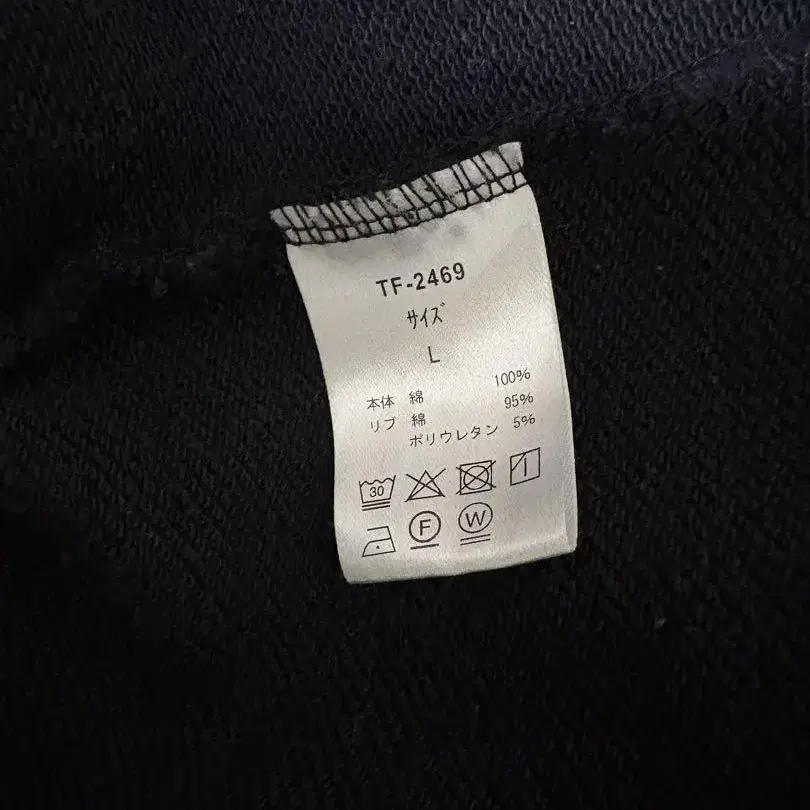 TF-2469
サイズ
L
本体 綿 100%
リブ 綿 95%
ポリウレタン 5%
30
F W